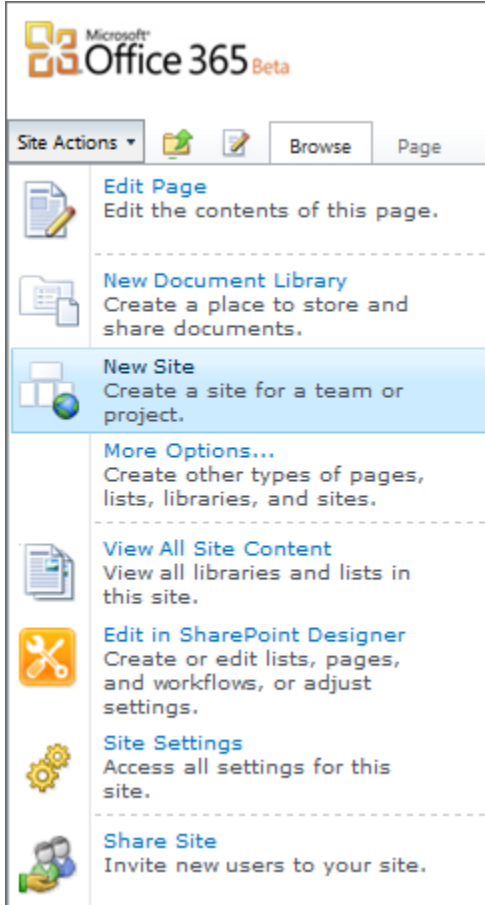 Microsoft®
Office 365 Beta
Site Actions Browse Page
Edit Page
Edit the contents of this page.
New Document Library
Create a place to store and
share documents.
New Site
Create a site for a team or
project.
More Options...
Create other types of pages,
lists, libraries, and sites.
View All Site Content
View all libraries and lists in
this site.
Edit in SharePoint Designer
Create or edit lists, pages,
and workflows, or adjust
settings.
Site Settings
Access all settings for this
site.
Share Site
Invite new users to your site.